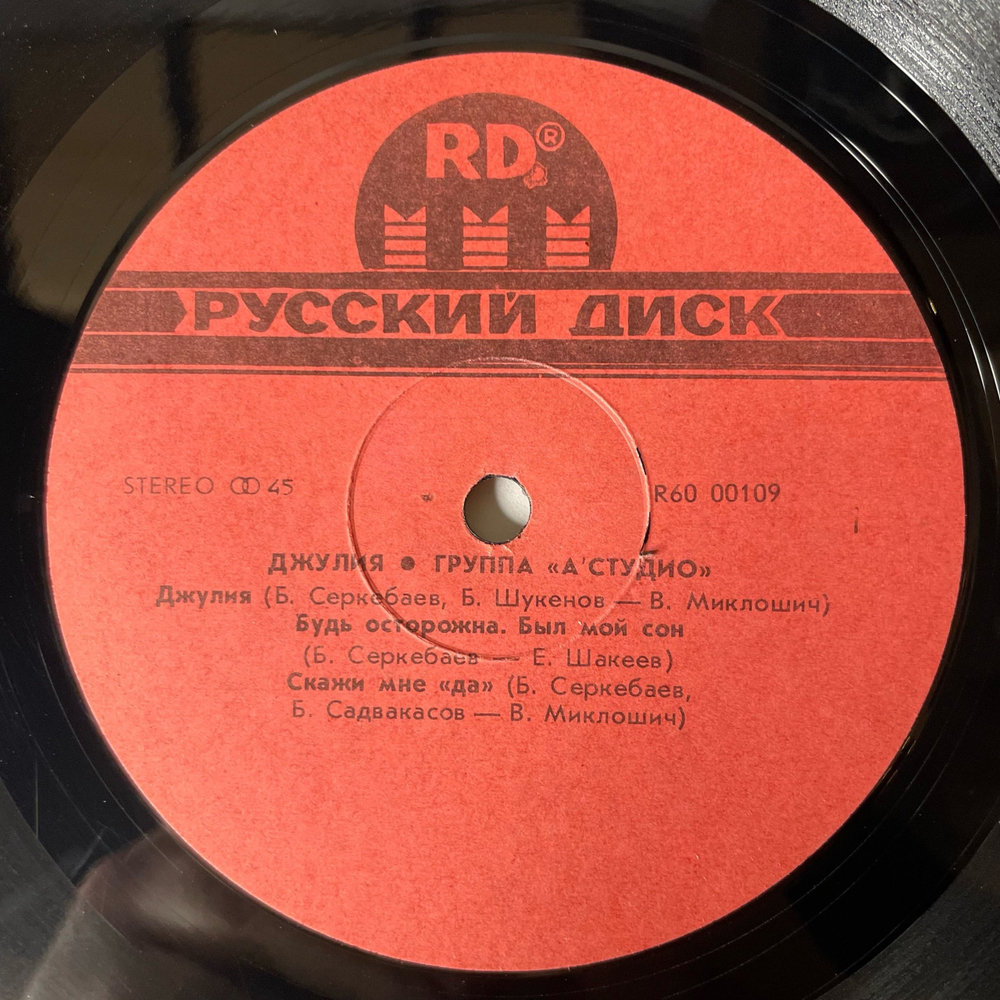 RD®
РУССКИЙ ДИСК
STEREO 45
R60 00109
ДЖУЛИЯ ● ГРУППА «А'СТУДИО»
Джулия (Б. Серкебаев, Б. Шукенов — В. Миклошич)
Будь осторожна. Был мой сон
(Б. Серкебаев — Е. Шакеев)
Скажи мне «да» (Б. Серкебаев,
Б. Садвакасов — В. Миклошич)